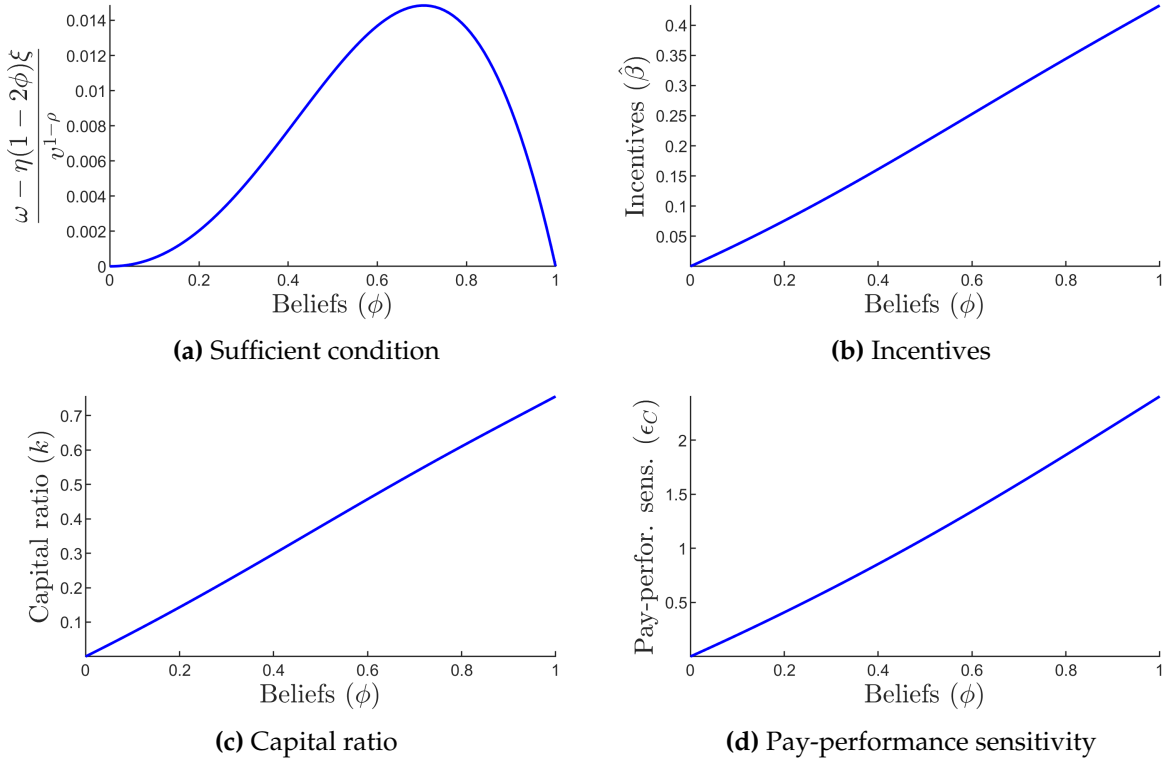 ω − η(1 − 2φ)ξ
v^{1−ρ}
0.014
0.012
0.01
0.008
0.006
0.004
0.002
0
0 0.2 0.4 0.6 0.8 1
Beliefs (ϕ)
(a) Sufficient condition
Incentives (β̂)
0.4
0.35
0.3
0.25
0.2
0.15
0.1
0.05
0
0 0.2 0.4 0.6 0.8 1
Beliefs (ϕ)
(b) Incentives
Capital ratio (k)
0.7
0.6
0.5
0.4
0.3
0.2
0.1
0
0 0.2 0.4 0.6 0.8 1
Beliefs (ϕ)
(c) Capital ratio
Pay-perfor. sens. (ϵ_C)
2
1.5
1
0.5
0
0 0.2 0.4 0.6 0.8 1
Beliefs (ϕ)
(d) Pay-performance sensitivity